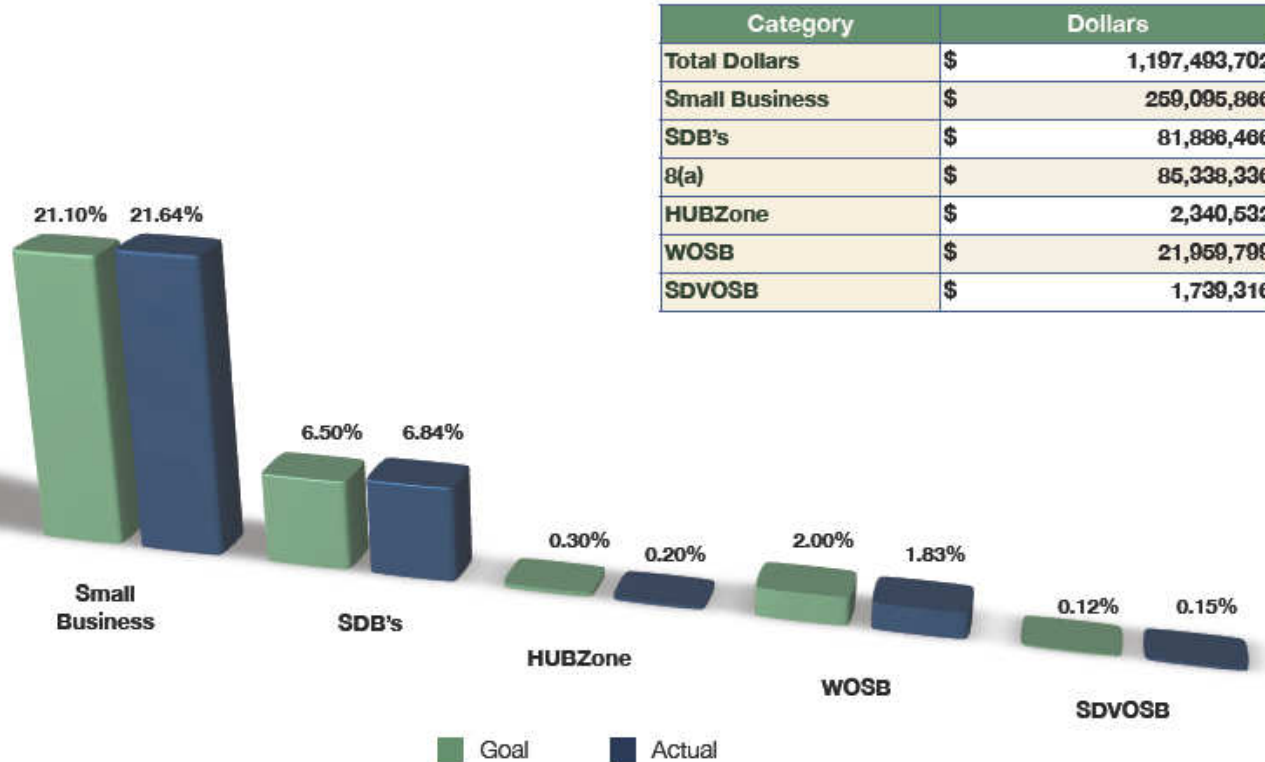 Category Dollars
Total Dollars $ 1,197,493,702
Small Business $ 259,095,866
SDB's $ 81,886,466
8(a) $ 85,338,336
HUBZone $ 2,340,532
WOSB $ 21,959,799
SDVOSB $ 1,739,316
21.10% 21.64%
6.50% 6.84%
0.30% 0.20%
2.00% 1.83%
0.12% 0.15%
Small
Business
SDB's
HUBZone
WOSB
SDVOSB
Goal Actual